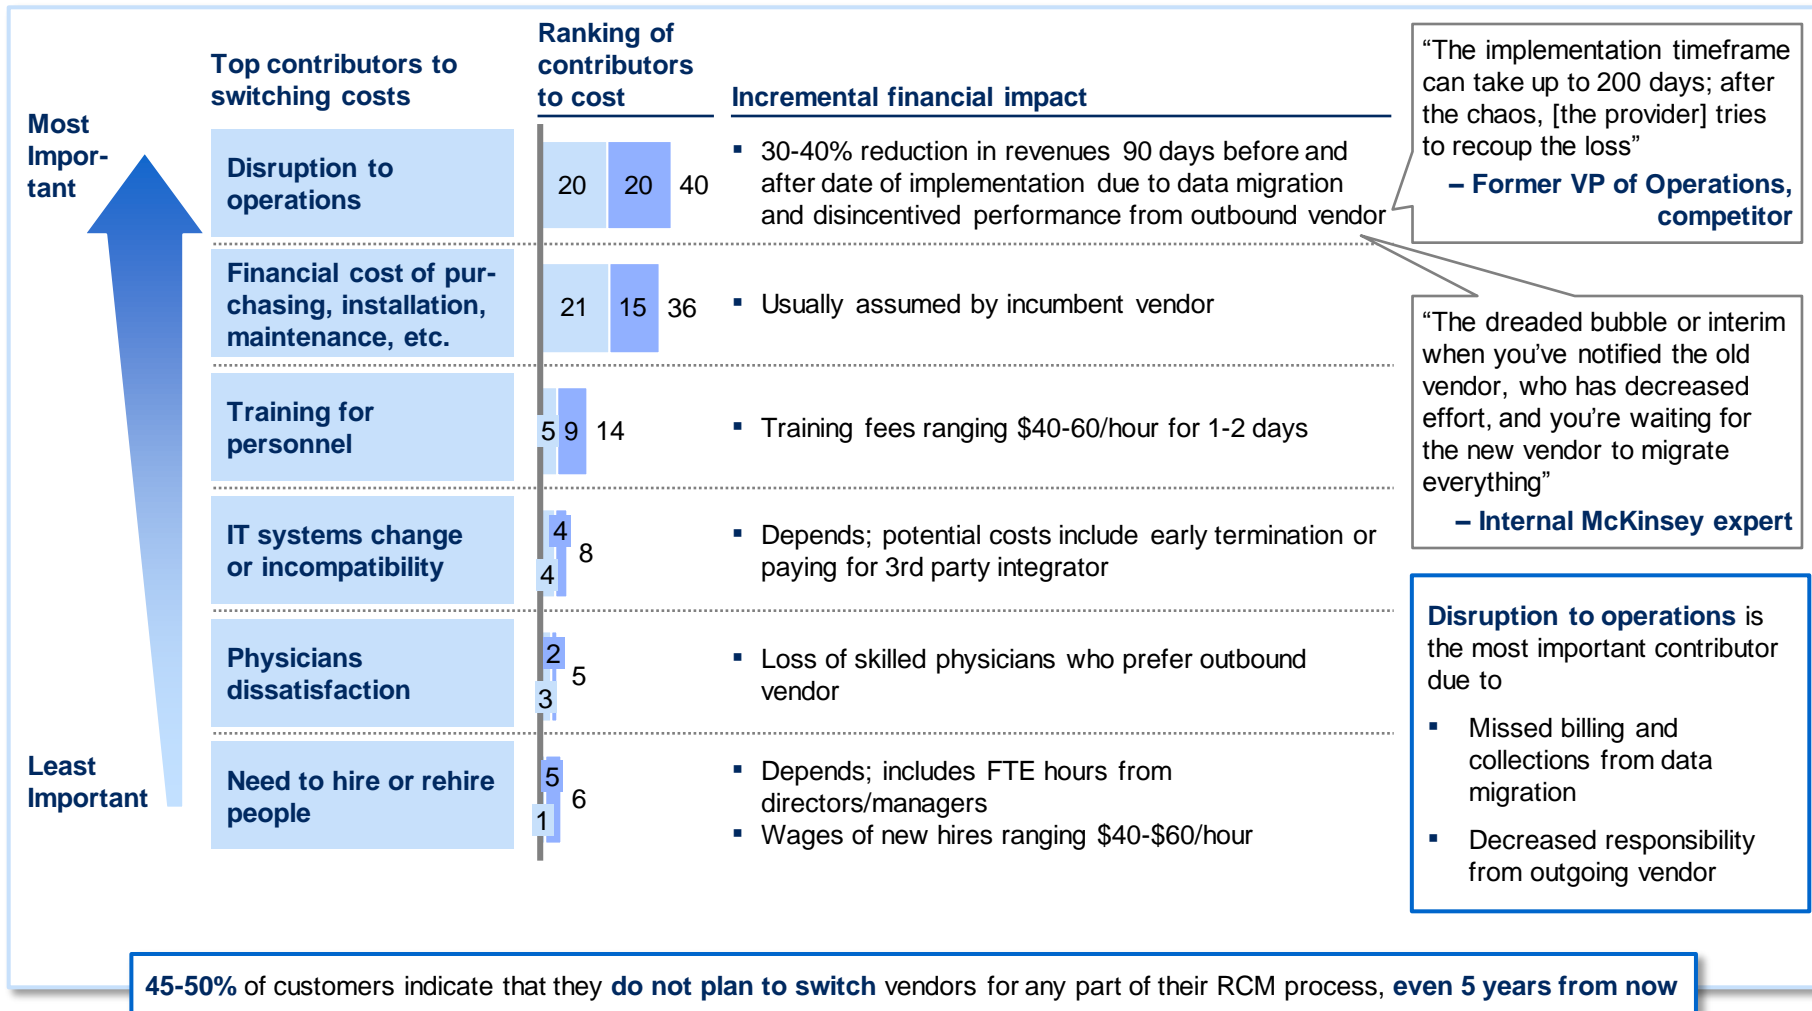 Most
Impor-
tant
Least
Important
Top contributors to
switching costs
Ranking of
contributors
to cost
Incremental financial impact
Disruption to
operations
20 20 40
▪ 30-40% reduction in revenues 90 days before and
after date of implementation due to data migration
and disincentived performance from outbound vendor
Financial cost of pur-
chasing, installation,
maintenance, etc.
21 15 36
▪ Usually assumed by incumbent vendor
Training for
personnel
5 9 14
▪ Training fees ranging $40-60/hour for 1-2 days
IT systems change
or incompatibility
4
4
8
▪ Depends; potential costs include early termination or
paying for 3rd party integrator
Physicians
dissatisfaction
2
3
5
▪ Loss of skilled physicians who prefer outbound
vendor
Need to hire or rehire
people
5
1
6
▪ Depends; includes FTE hours from
directors/managers
▪ Wages of new hires ranging $40-$60/hour
“The implementation timeframe
can take up to 200 days; after
the chaos, [the provider] tries
to recoup the loss”
– Former VP of Operations,
competitor
“The dreaded bubble or interim
when you’ve notified the old
vendor, who has decreased
effort, and you’re waiting for
the new vendor to migrate
everything”
– Internal McKinsey expert
Disruption to operations is
the most important contributor
due to
▪ Missed billing and
collections from data
migration
▪ Decreased responsibility
from outgoing vendor
45-50% of customers indicate that they do not plan to switch vendors for any part of their RCM process, even 5 years from now